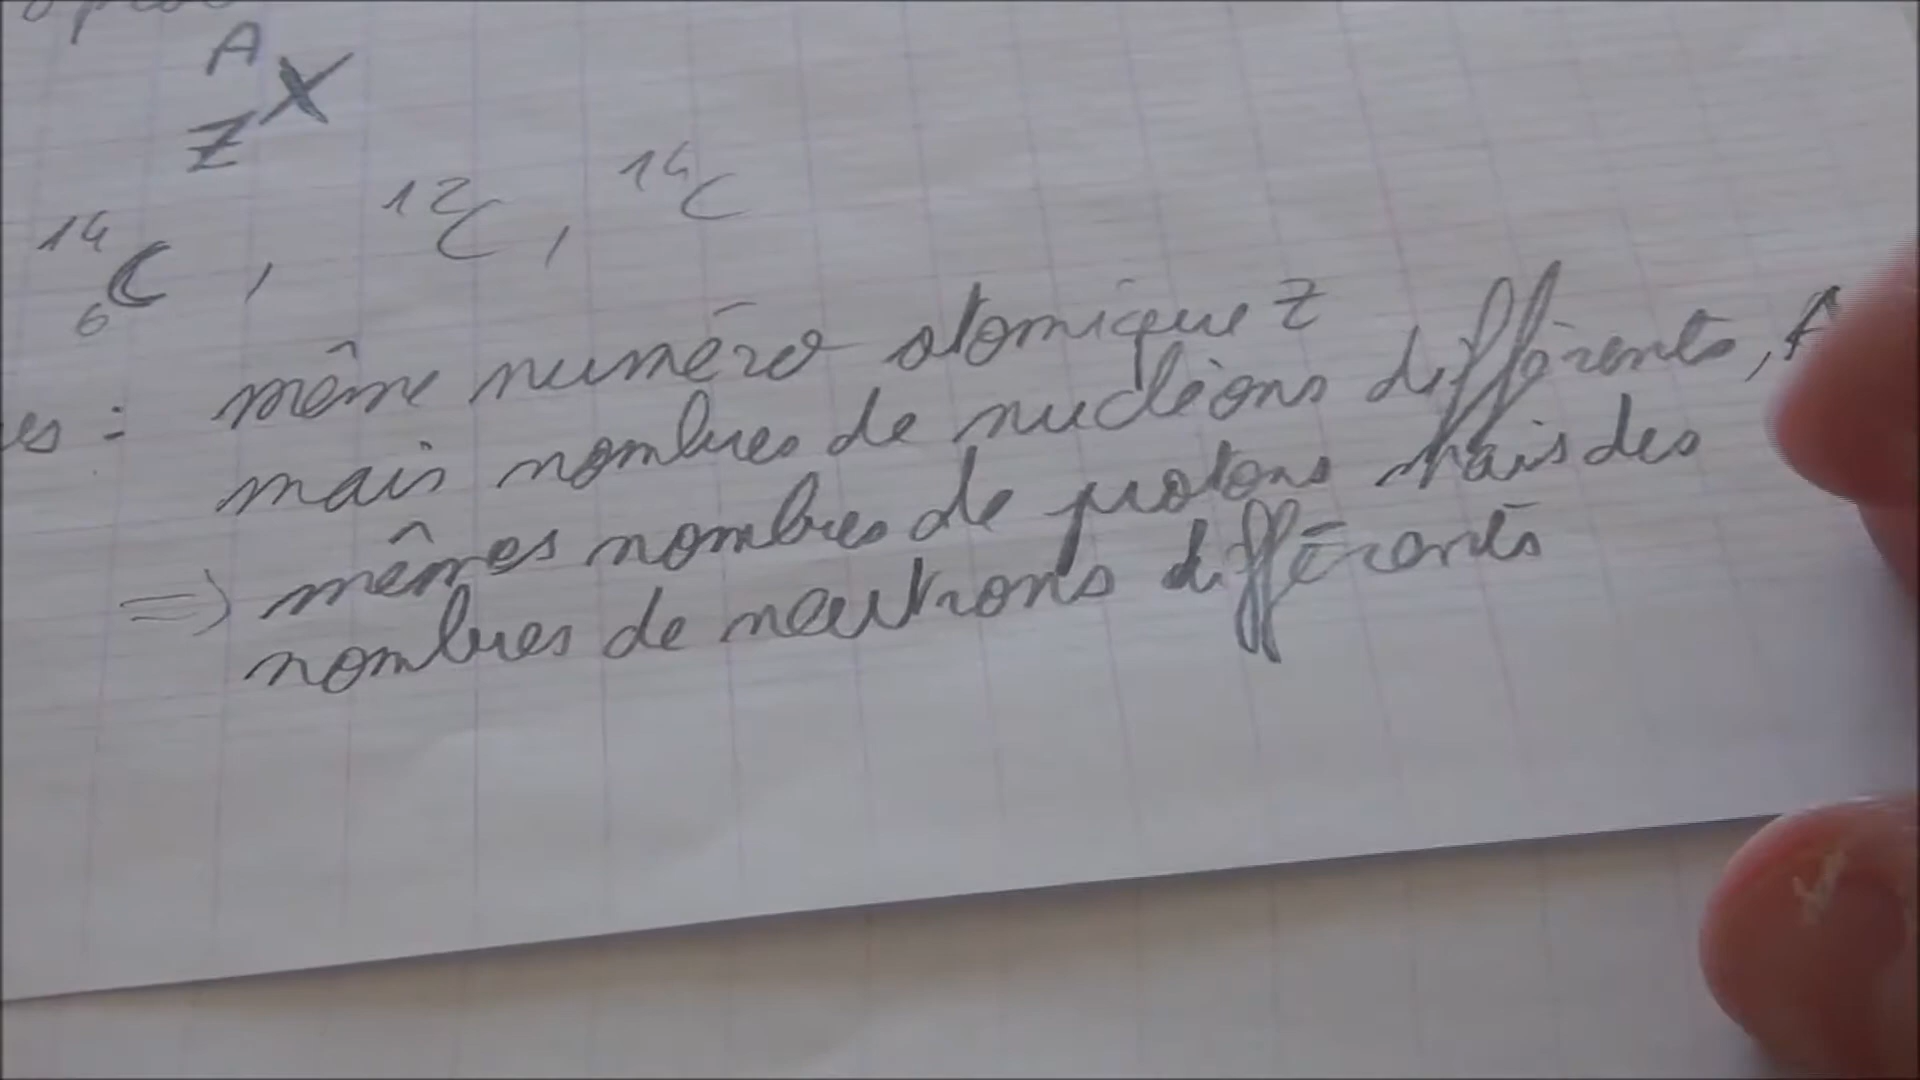 A
Z X
14 6 C , 12 C , 14 C
même numéro atomique Z
es : mais nombres de nucléons différents, A
=> mêmes nombres de protons mais des
nombres de neutrons différents